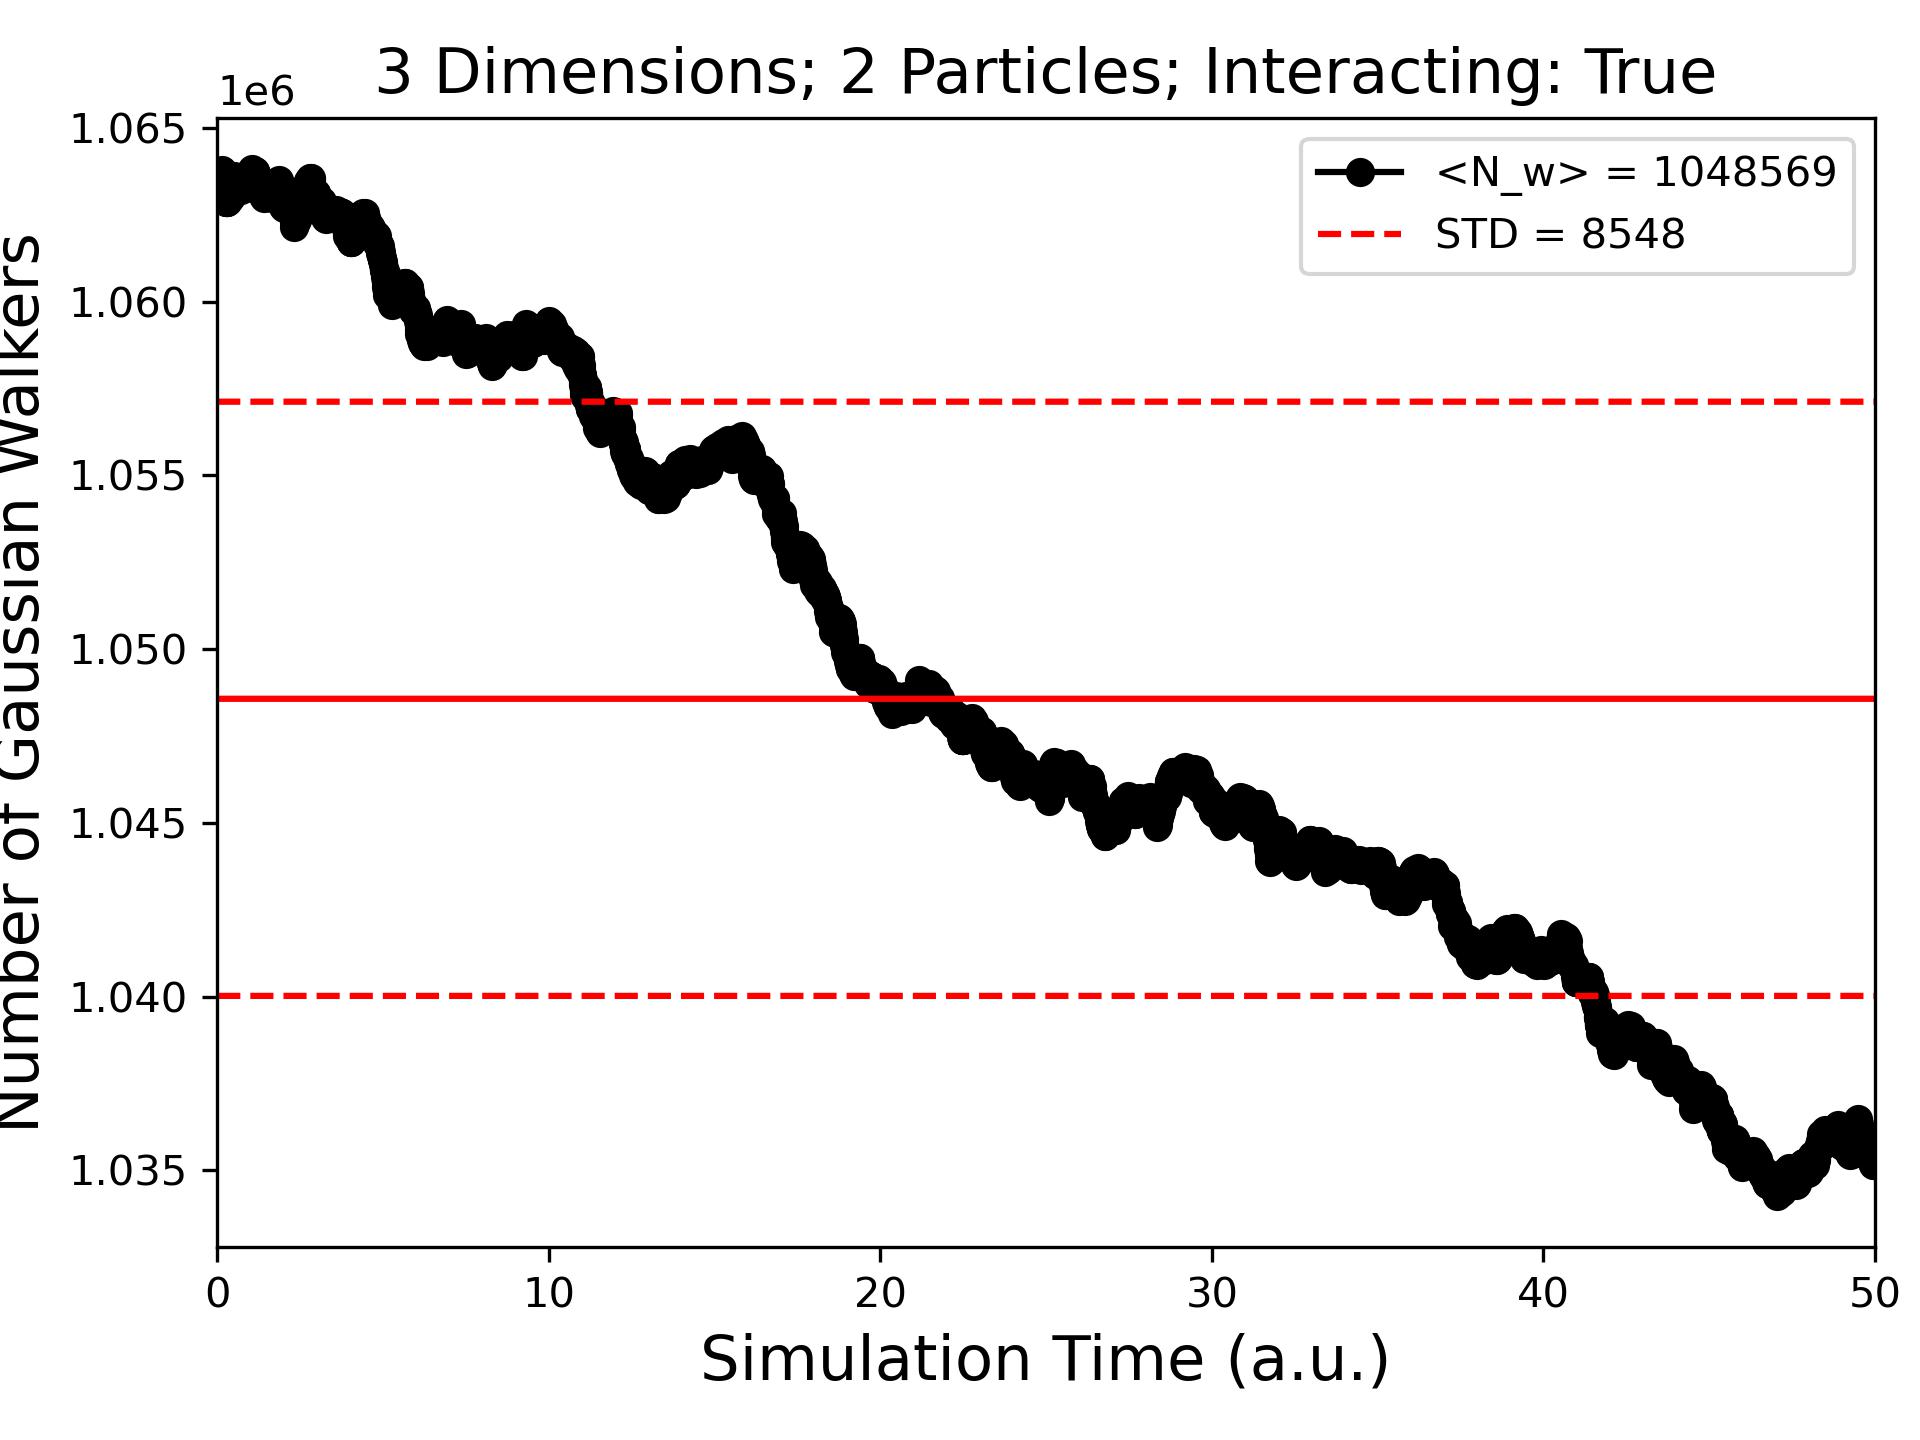 3 Dimensions; 2 Particles; Interacting: True
1e6
<N_w> = 1048569
STD = 8548
1.065
1.060
1.055
1.050
1.045
1.040
1.035
Number of Gaussian Walkers
0 10 20 30 40 50
Simulation Time (a.u.)